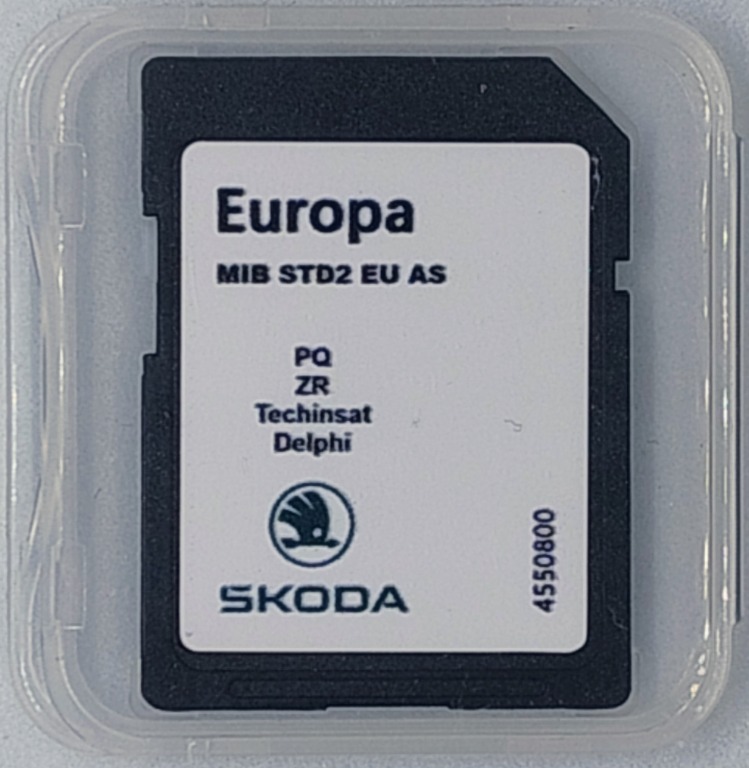 Europa
MIB STD2 EU AS
PQ
ZR
Techinsat
Delphi
SKODA
4550800